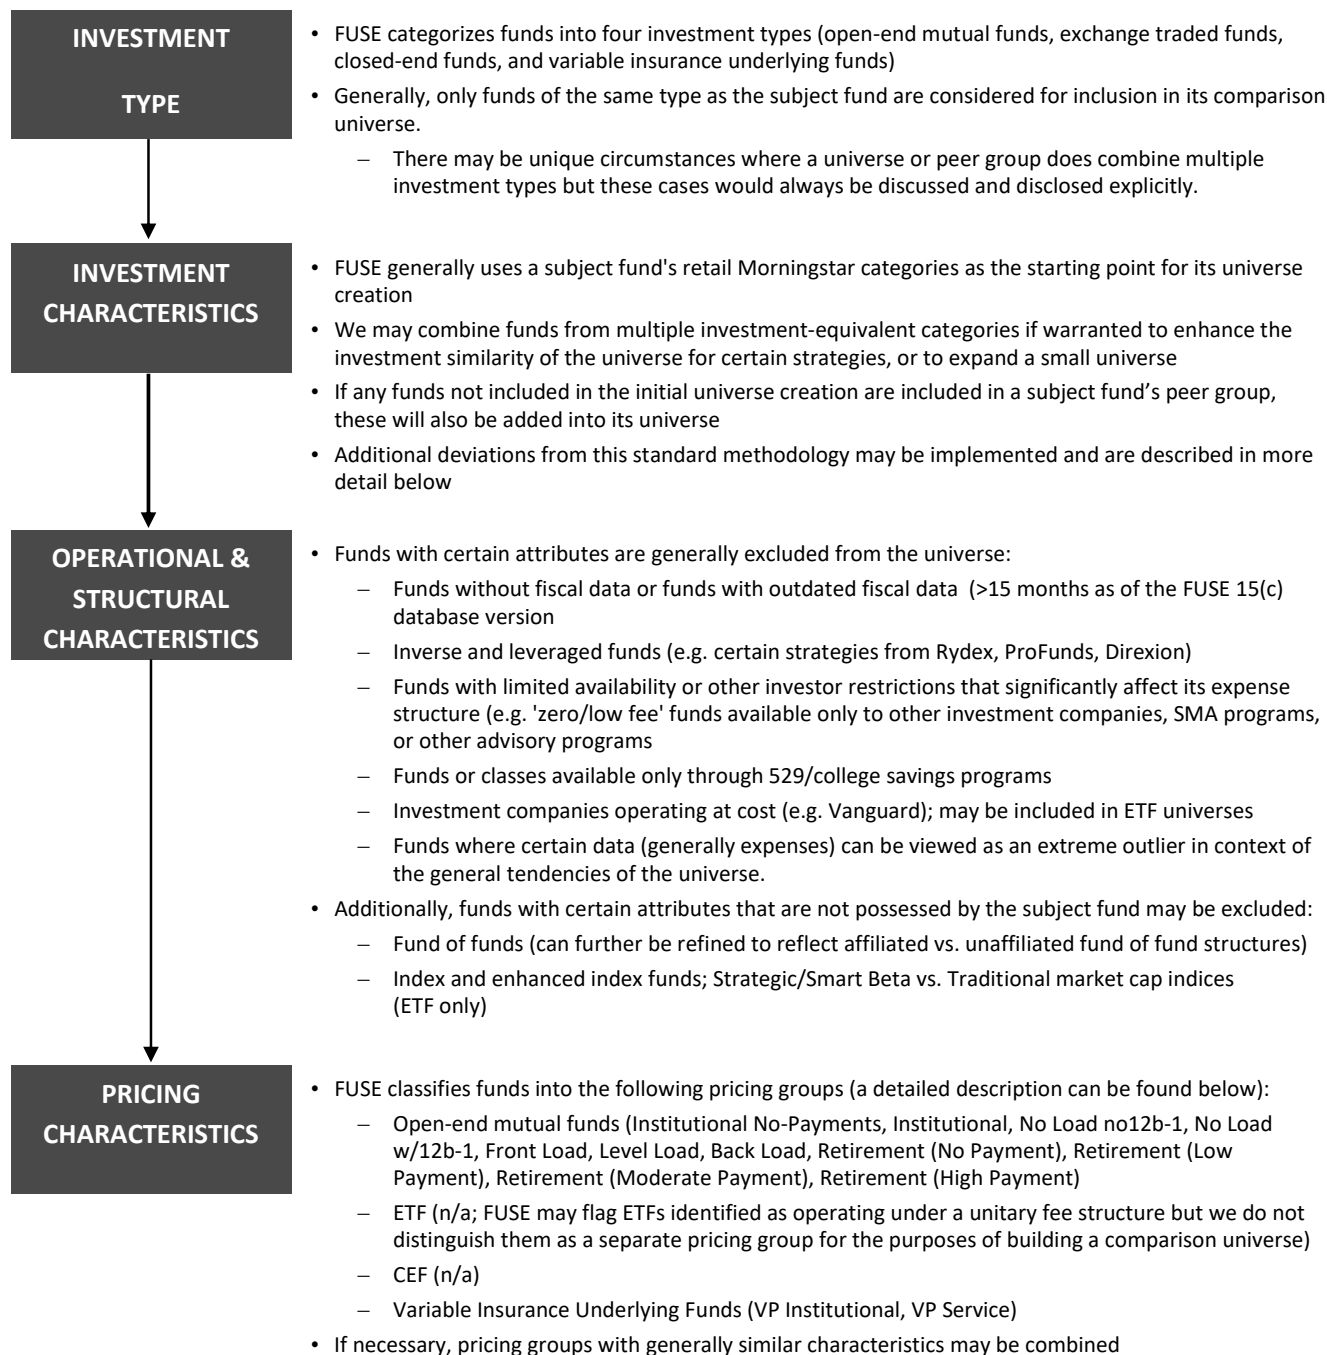 INVESTMENT
TYPE
• FUSE categorizes funds into four investment types (open-end mutual funds, exchange traded funds,
closed-end funds, and variable insurance underlying funds)
• Generally, only funds of the same type as the subject fund are considered for inclusion in its comparison
universe.
– There may be unique circumstances where a universe or peer group does combine multiple
investment types but these cases would always be discussed and disclosed explicitly.
INVESTMENT
CHARACTERISTICS
• FUSE generally uses a subject fund's retail Morningstar categories as the starting point for its universe
creation
• We may combine funds from multiple investment-equivalent categories if warranted to enhance the
investment similarity of the universe for certain strategies, or to expand a small universe
• If any funds not included in the initial universe creation are included in a subject fund’s peer group,
these will also be added into its universe
• Additional deviations from this standard methodology may be implemented and are described in more
detail below
OPERATIONAL &
STRUCTURAL
CHARACTERISTICS
• Funds with certain attributes are generally excluded from the universe:
– Funds without fiscal data or funds with outdated fiscal data  (>15 months as of the FUSE 15(c)
database version
– Inverse and leveraged funds (e.g. certain strategies from Rydex, ProFunds, Direxion)
– Funds with limited availability or other investor restrictions that significantly affect its expense
structure (e.g. 'zero/low fee' funds available only to other investment companies, SMA programs,
or other advisory programs
– Funds or classes available only through 529/college savings programs
– Investment companies operating at cost (e.g. Vanguard); may be included in ETF universes
– Funds where certain data (generally expenses) can be viewed as an extreme outlier in context of
the general tendencies of the universe.
• Additionally, funds with certain attributes that are not possessed by the subject fund may be excluded:
– Fund of funds (can further be refined to reflect affiliated vs. unaffiliated fund of fund structures)
– Index and enhanced index funds; Strategic/Smart Beta vs. Traditional market cap indices
(ETF only)
PRICING
CHARACTERISTICS
• FUSE classifies funds into the following pricing groups (a detailed description can be found below):
– Open-end mutual funds (Institutional No-Payments, Institutional, No Load no12b-1, No Load
w/12b-1, Front Load, Level Load, Back Load, Retirement (No Payment), Retirement (Low
Payment), Retirement (Moderate Payment), Retirement (High Payment)
– ETF (n/a; FUSE may flag ETFs identified as operating under a unitary fee structure but we do not
distinguish them as a separate pricing group for the purposes of building a comparison universe)
– CEF (n/a)
– Variable Insurance Underlying Funds (VP Institutional, VP Service)
• If necessary, pricing groups with generally similar characteristics may be combined